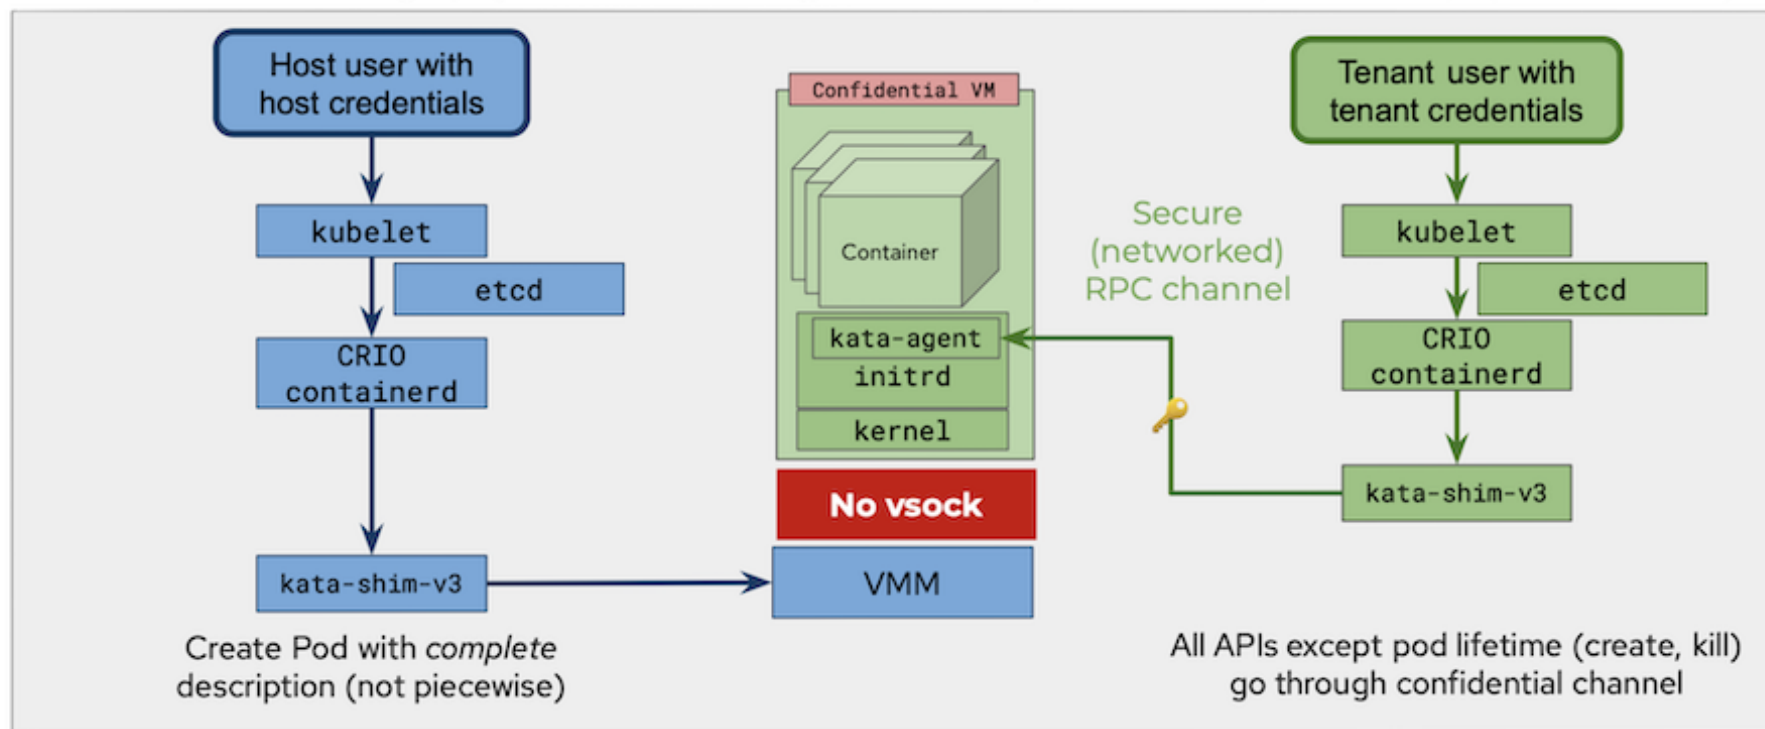 Host user with
host credentials
kubelet
etcd
CRIO
containerd
kata-shim-v3
Create Pod with complete
description (not piecewise)
Confidential VM
Container
kata-agent
initrd
kernel
No vsock
VMM
Secure
(networked)
RPC channel
Tenant user with
tenant credentials
kubelet
etcd
CRIO
containerd
kata-shim-v3
All APIs except pod lifetime (create, kill)
go through confidential channel